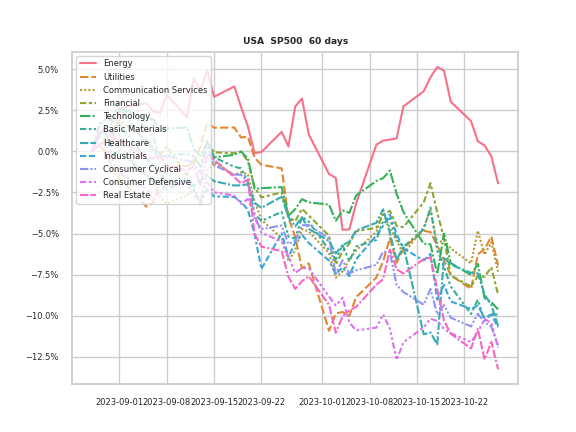 USA SP500 60 days
5.0%
2.5%
0.0%
−2.5%
−5.0%
−7.5%
−10.0%
−12.5%
Energy
Utilities
Communication Services
Financial
Technology
Basic Materials
Healthcare
Industrials
Consumer Cyclical
Consumer Defensive
Real Estate
2023-09-01 2023-09-08 2023-09-15 2023-09-22 2023-10-01 2023-10-08 2023-10-15 2023-10-22